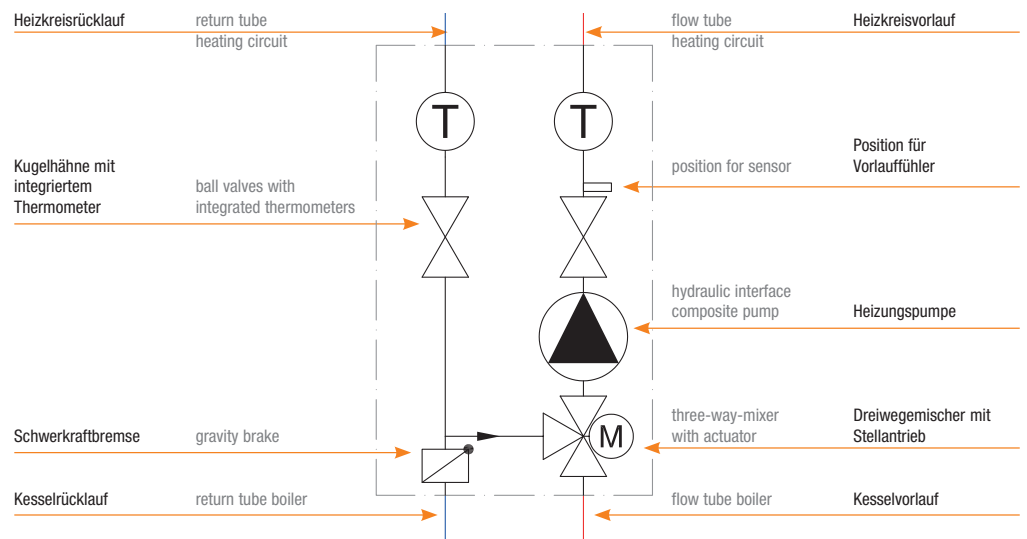 Heizkreisrücklauf
return tube
heating circuit
flow tube
heating circuit
Heizkreisvorlauf
T
T
Kugelhähne mit
integriertem
Thermometer
ball valves with
integrated thermometers
position for sensor
Position für
Vorlauffühler
hydraulic interface
composite pump
Heizungspumpe
Schwerkraftbremse
gravity brake
M
three-way-mixer
with actuator
Dreiwegemischer mit
Stellantrieb
Kesselrücklauf
return tube boiler
flow tube boiler
Kesselvorlauf